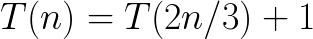 T(n) = T(2n/3) + 1